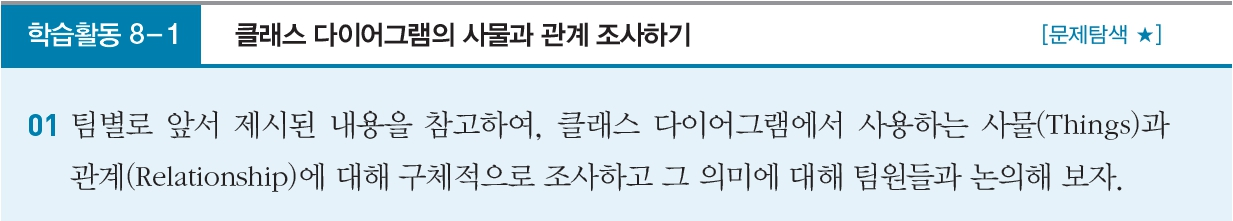 학습활동 8-1 클래스 다이어그램의 사물과 관계 조사하기 [문제탐색 ★]
01 팀별로 앞서 제시된 내용을 참고하여, 클래스 다이어그램에서 사용하는 사물(Things)과
관계(Relationship)에 대해 구체적으로 조사하고 그 의미에 대해 팀원들과 논의해 보자.